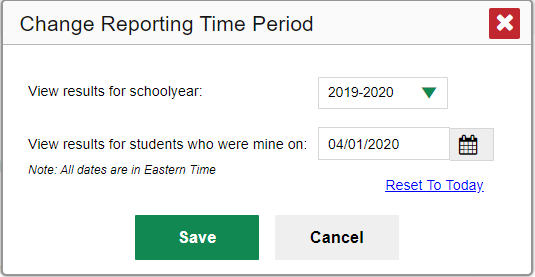 Change Reporting Time Period
View results for schoolyear:
2019-2020
View results for students who were mine on:
04/01/2020
Note: All dates are in Eastern Time
Reset To Today
Save
Cancel